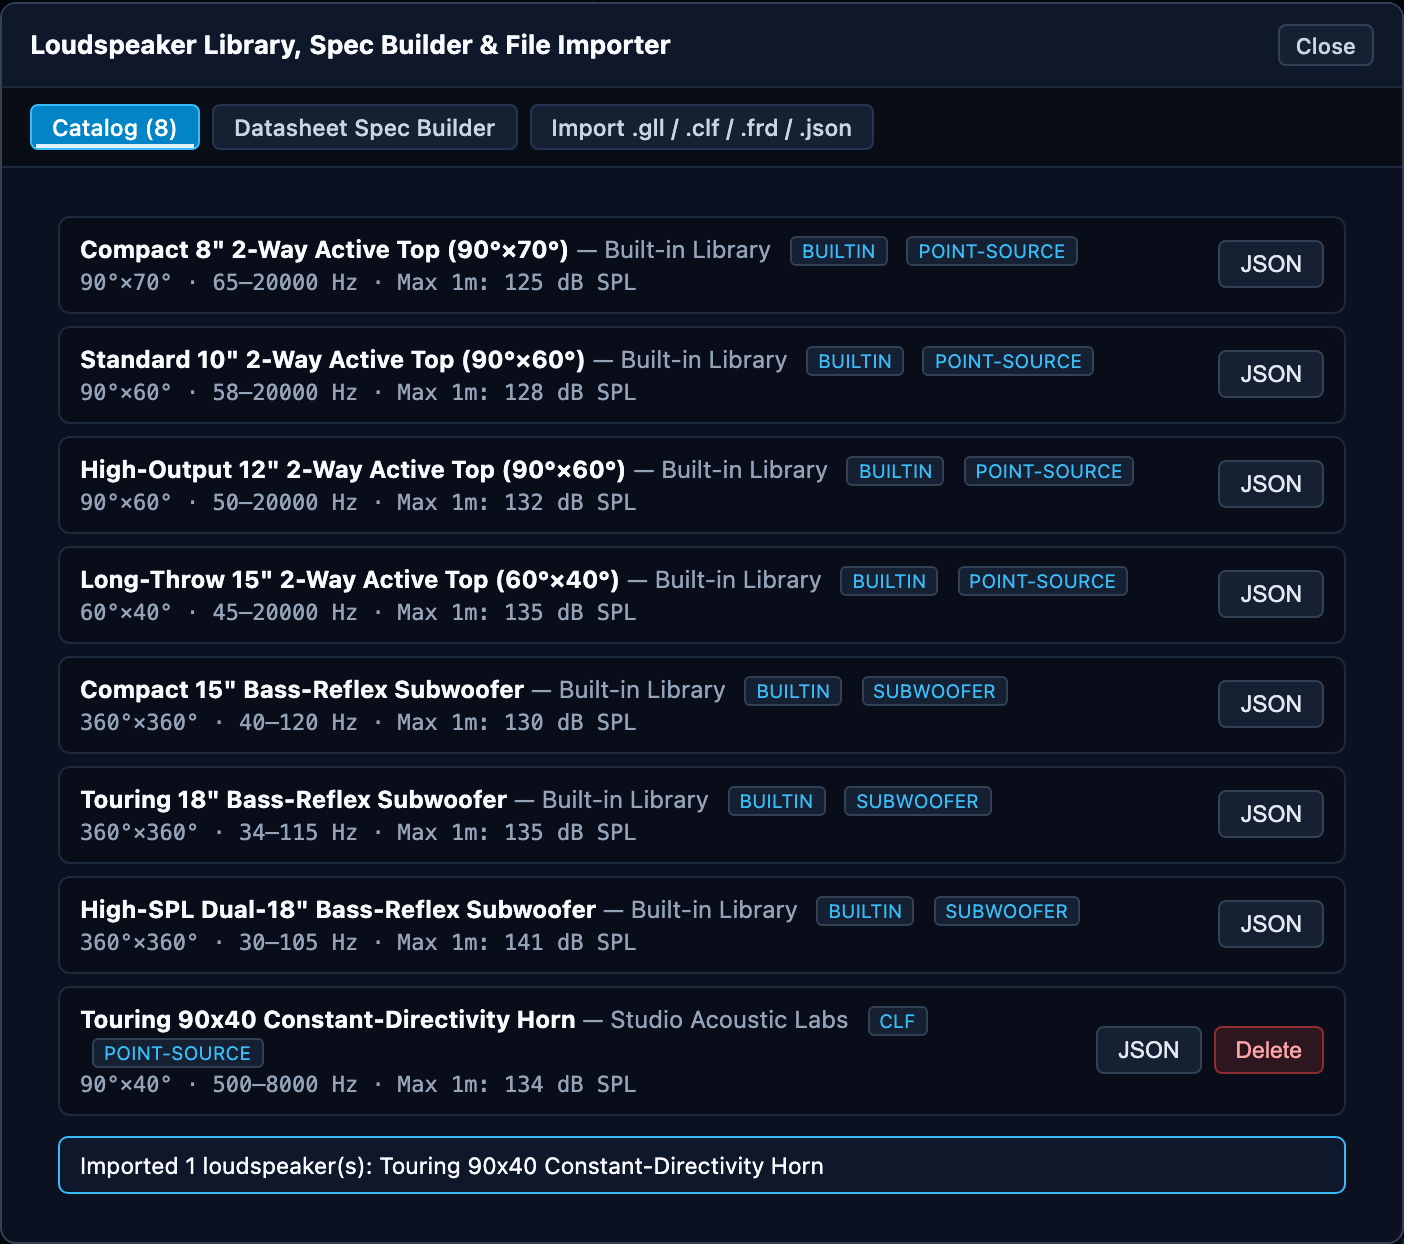 Loudspeaker Library, Spec Builder & File Importer
Close
Catalog (8)
Datasheet Spec Builder
Import .gll / .clf / .frd / .json
Compact 8" 2-Way Active Top (90°×70°) — Built-in Library BUILTIN POINT-SOURCE
90°×70° · 65–20000 Hz · Max 1m: 125 dB SPL
JSON
Standard 10" 2-Way Active Top (90°×60°) — Built-in Library BUILTIN POINT-SOURCE
90°×60° · 58–20000 Hz · Max 1m: 128 dB SPL
JSON
High-Output 12" 2-Way Active Top (90°×60°) — Built-in Library BUILTIN POINT-SOURCE
90°×60° · 50–20000 Hz · Max 1m: 132 dB SPL
JSON
Long-Throw 15" 2-Way Active Top (60°×40°) — Built-in Library BUILTIN POINT-SOURCE
60°×40° · 45–20000 Hz · Max 1m: 135 dB SPL
JSON
Compact 15" Bass-Reflex Subwoofer — Built-in Library BUILTIN SUBWOOFER
360°×360° · 40–120 Hz · Max 1m: 130 dB SPL
JSON
Touring 18" Bass-Reflex Subwoofer — Built-in Library BUILTIN SUBWOOFER
360°×360° · 34–115 Hz · Max 1m: 135 dB SPL
JSON
High-SPL Dual-18" Bass-Reflex Subwoofer — Built-in Library BUILTIN SUBWOOFER
360°×360° · 30–105 Hz · Max 1m: 141 dB SPL
JSON
Touring 90x40 Constant-Directivity Horn — Studio Acoustic Labs CLF
POINT-SOURCE
90°×40° · 500–8000 Hz · Max 1m: 134 dB SPL
JSON
Delete
Imported 1 loudspeaker(s): Touring 90x40 Constant-Directivity Horn